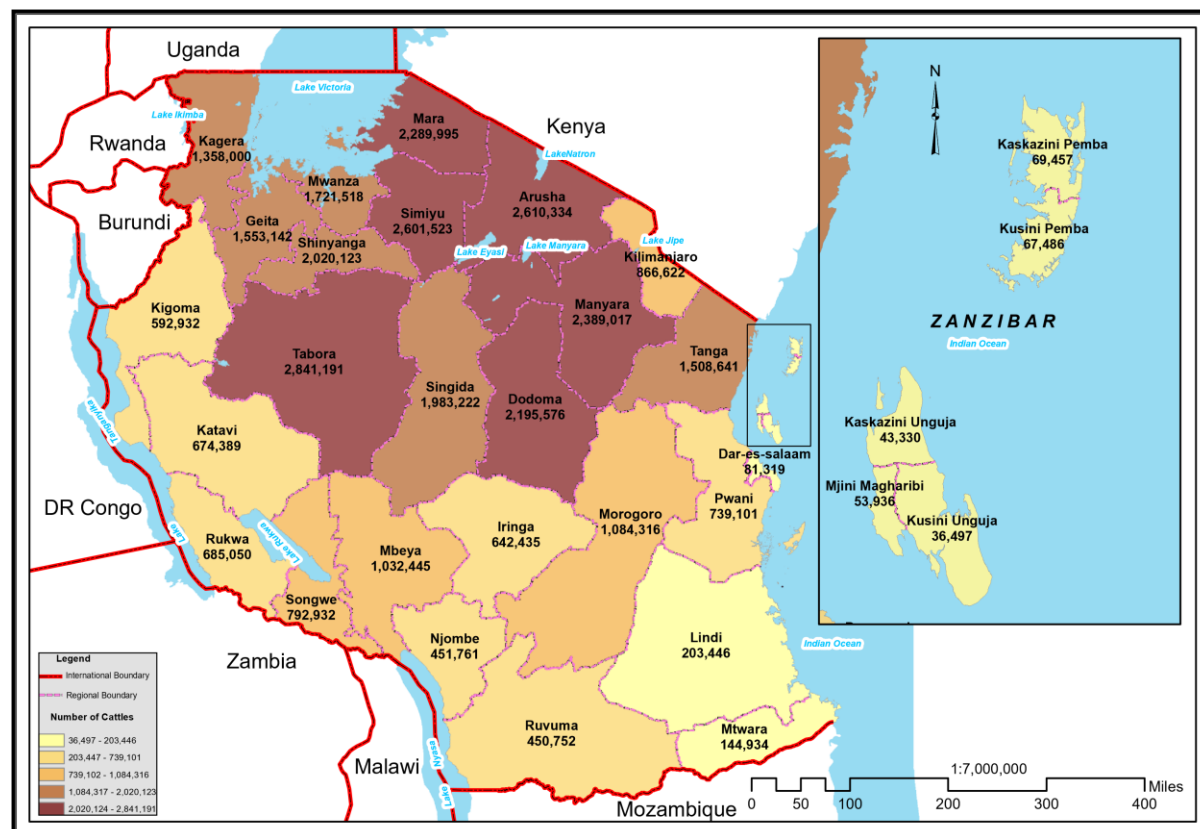 Uganda
Lake Victoria
Lake Ikimba
Rwanda
Kagera
1,358,000
Mara
2,289,995
Kenya
LakeNatron
Mwanza
1,721,518
Burundi
Geita
1,553,142
Simiyu
2,601,523
Arusha
2,610,334
Shinyanga
2,020,123
Lake Eyasi
Lake Manyara
Lake Jipe
Kilimanjaro
866,622
Kigoma
592,932
Manyara
2,389,017
Tabora
2,841,191
Tanga
1,508,641
Singida
1,983,222
Dodoma
2,195,576
Katavi
674,389
Lake
Tanganyika
Dar-es-salaam
81,319
DR Congo
Pwani
739,101
Morogoro
1,084,316
Iringa
642,435
Rukwa
685,050
Lake Rukwa
Mbeya
1,032,445
Songwe
792,932
Njombe
451,761
Lindi
203,446
Indian Ocean
Zambia
Ruvuma
450,752
Mtwara
144,934
Lake
Nyasa
Malawi
Mozambique
N
Kaskazini Pemba
69,457
Kusini Pemba
67,486
ZANZIBAR
Indian Ocean
Kaskazini Unguja
43,330
Mjini Magharibi
53,936
Kusini Unguja
36,497
Legend
International Boundary
Regional Boundary
Number of Cattles
36,497 - 203,446
203,447 - 739,101
739,102 - 1,084,316
1,084,317 - 2,020,123
2,020,124 - 2,841,191
1:7,000,000
Miles
0 50 100 200 300 400